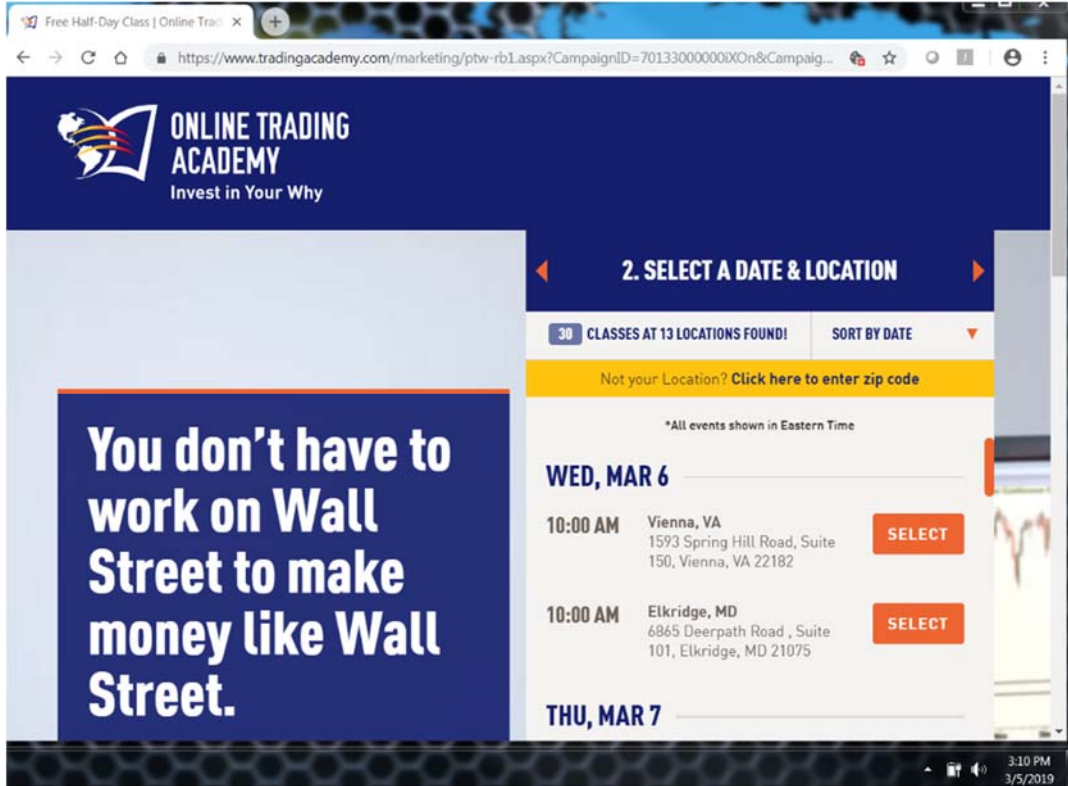 Free Half-Day Class | Online Trad
https://www.tradingacademy.com/marketing/ptw-rb1.aspx?CampaignID=70133000000iXOn&Campaig...
ONLINE TRADING
ACADEMY
Invest in Your Why
2. SELECT A DATE & LOCATION
30 CLASSES AT 13 LOCATIONS FOUND!
SORT BY DATE
Not your Location? Click here to enter zip code
*All events shown in Eastern Time
You don't have to
work on Wall
Street to make
money like Wall
Street.
WED, MAR 6
10:00 AM
Vienna, VA
1593 Spring Hill Road, Suite
150, Vienna, VA 22182
SELECT
10:00 AM
Elkridge, MD
6865 Deerpath Road , Suite
101, Elkridge, MD 21075
SELECT
THU, MAR 7
3:10 PM
3/5/2019